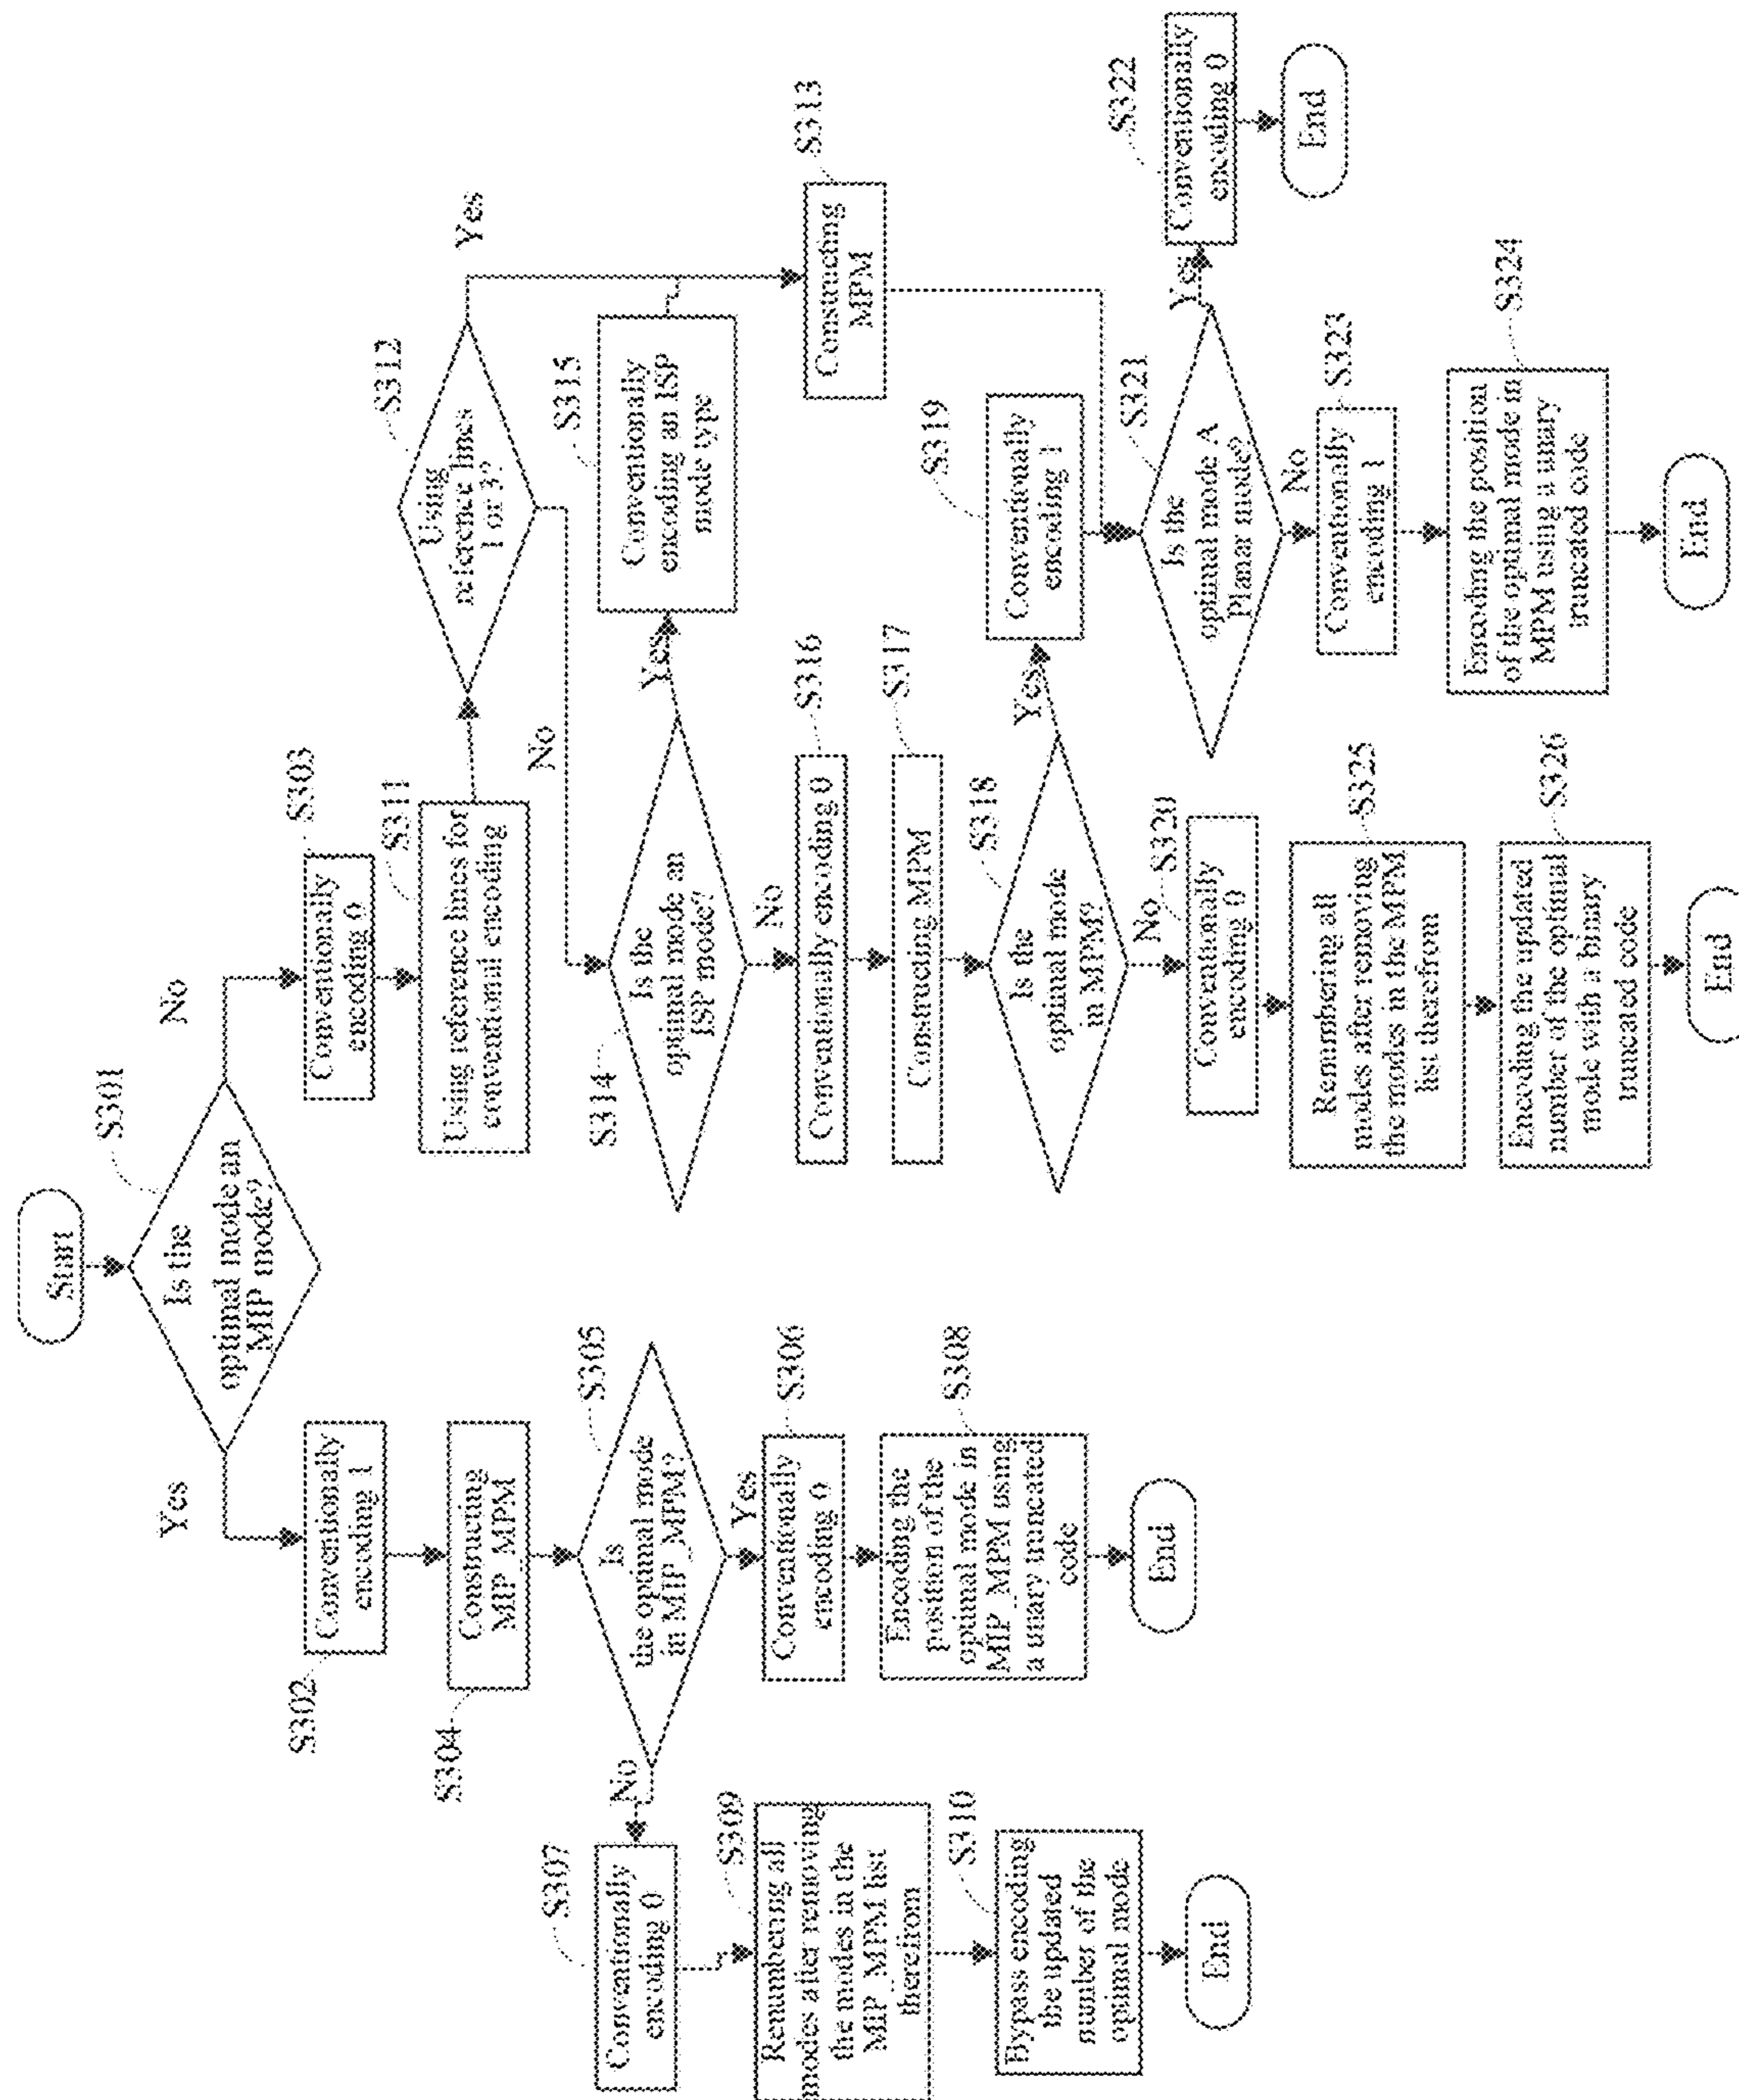 Start
S301
Is the
optimal mode an
MIP mode?
Yes
No
S302
Conventionally
encoding 1
S303
Conventionally
encoding 0
S304
Constructing
MIP_MPM
S305
Is
the optimal mode
in MIP_MPM?
No
Yes
S306
Conventionally
encoding 0
S307
Conventionally
encoding 0
S308
Encoding the
position of the
optimal mode in
MIP_MPM using
a unary truncated
code
End
S309
Renumbering all
modes after removing
the modes in the
MIP_MPM list
therefrom
S310
Bypass encoding
the updated
number of the
optimal mode
End
S311
Using reference lines for
conventional encoding
S312
Using
reference lines
1 or 3?
Yes
No
S313
Constructing
MPM
S314
Is the
optimal mode an
ISP mode?
Yes
No
S315
Conventionally
encoding an ISP
mode type
S316
Conventionally encoding 0
S317
Constructing MPM
S318
Is the
optimal mode
in MPM?
Yes
No
S319
Conventionally
encoding 1
S320
Conventionally
encoding 0
S321
Is the
optimal mode A
Planar mode?
Yes
No
S322
Conventionally
encoding 0
End
S323
Conventionally
encoding 1
S324
Encoding the position
of the optimal mode in
MPM using a unary
truncated code
End
S325
Renumbering all
modes after removing
the modes in the MPM
list therefrom
S326
Encoding the updated
number of the optimal
mode with a binary
truncated code
End